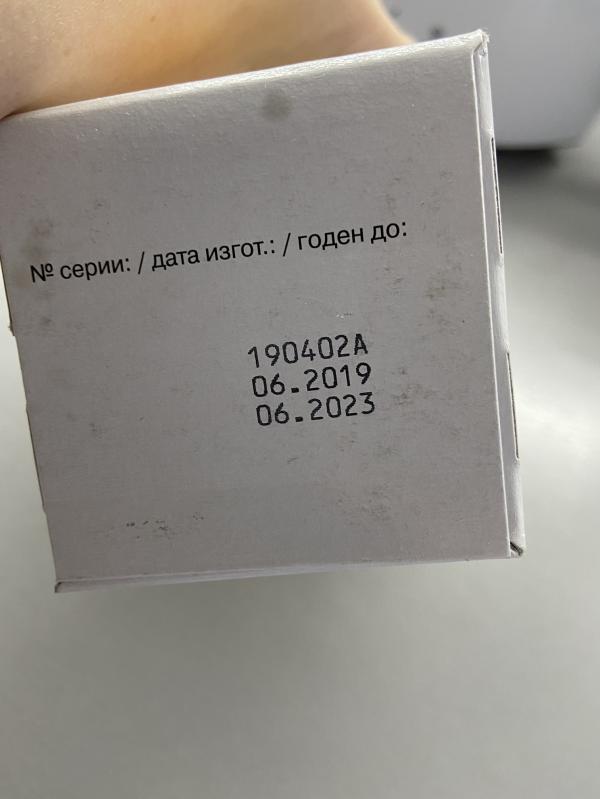 № серии: / дата изгот.: / годен до:
190402A
06.2019
06.2023